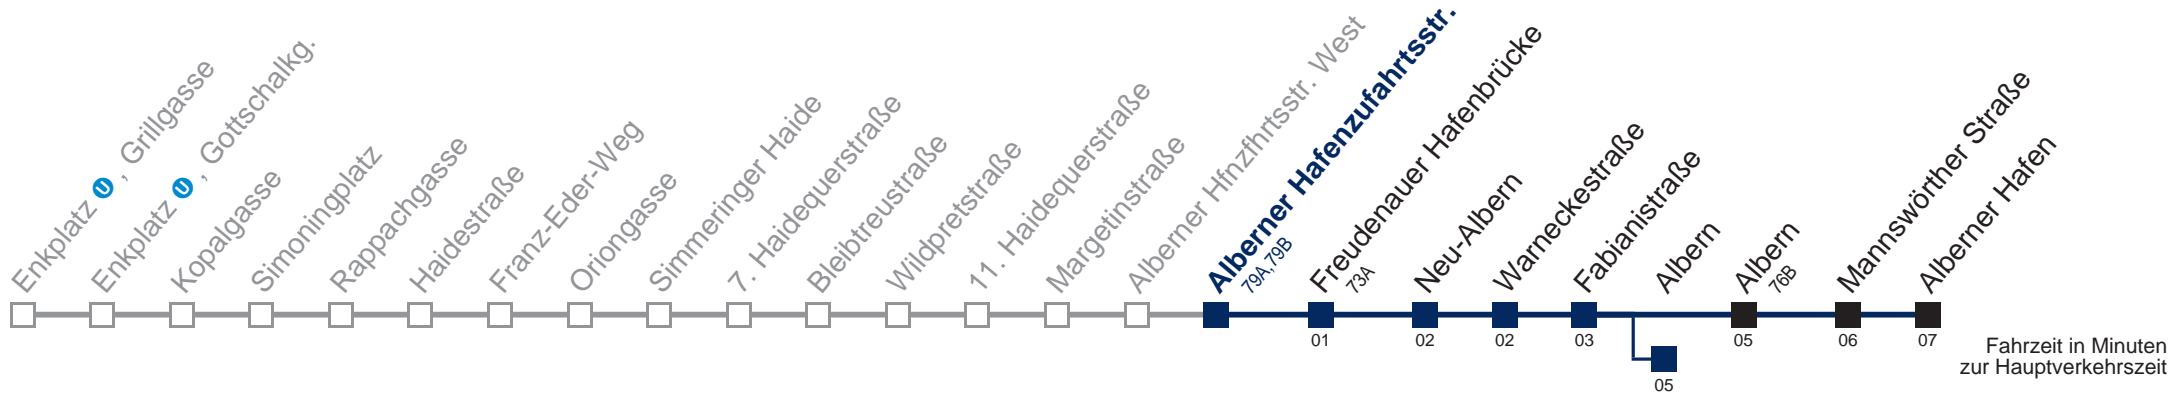 Enkplatz U , Grillgasse
Enkplatz U , Gottschalkg.
Kopalgasse
Simoningplatz
Rappachgasse
Haidestraße
Franz-Eder-Weg
Oriongasse
Simmeringer Haide
7. Haidequerstraße
Bleibtreustraße
Wildpretstraße
11. Haidequerstraße
Margetinstraße
Alberner Hfnzfhrtsstr. West
Alberner Hafenzufahrtsstr.
79A,79B
Freudenauer Hafenbrücke
73A
Neu-Albern
Warneckestraße
Fabianistraße
Albern
Albern
76B
Mannswörther Straße
Alberner Hafen
01
02
02
03
05
06
07
05
Fahrzeit in Minuten
zur Hauptverkehrszeit